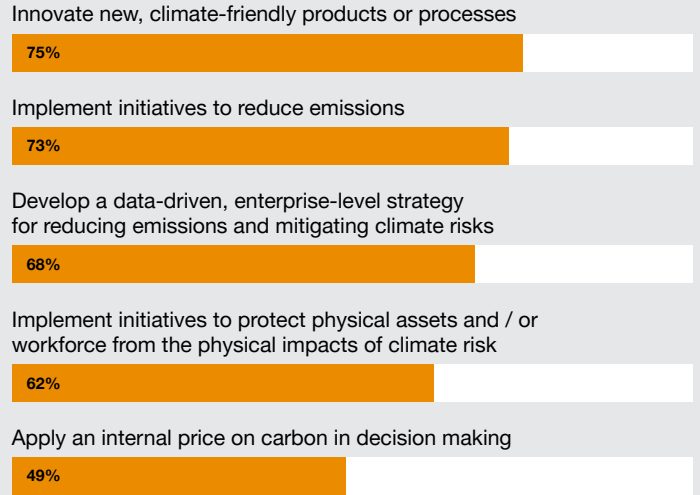 Innovate new, climate-friendly products or processes
75%
Implement initiatives to reduce emissions
73%
Develop a data-driven, enterprise-level strategy
for reducing emissions and mitigating climate risks
68%
Implement initiatives to protect physical assets and / or
workforce from the physical impacts of climate risk
62%
Apply an internal price on carbon in decision making
49%